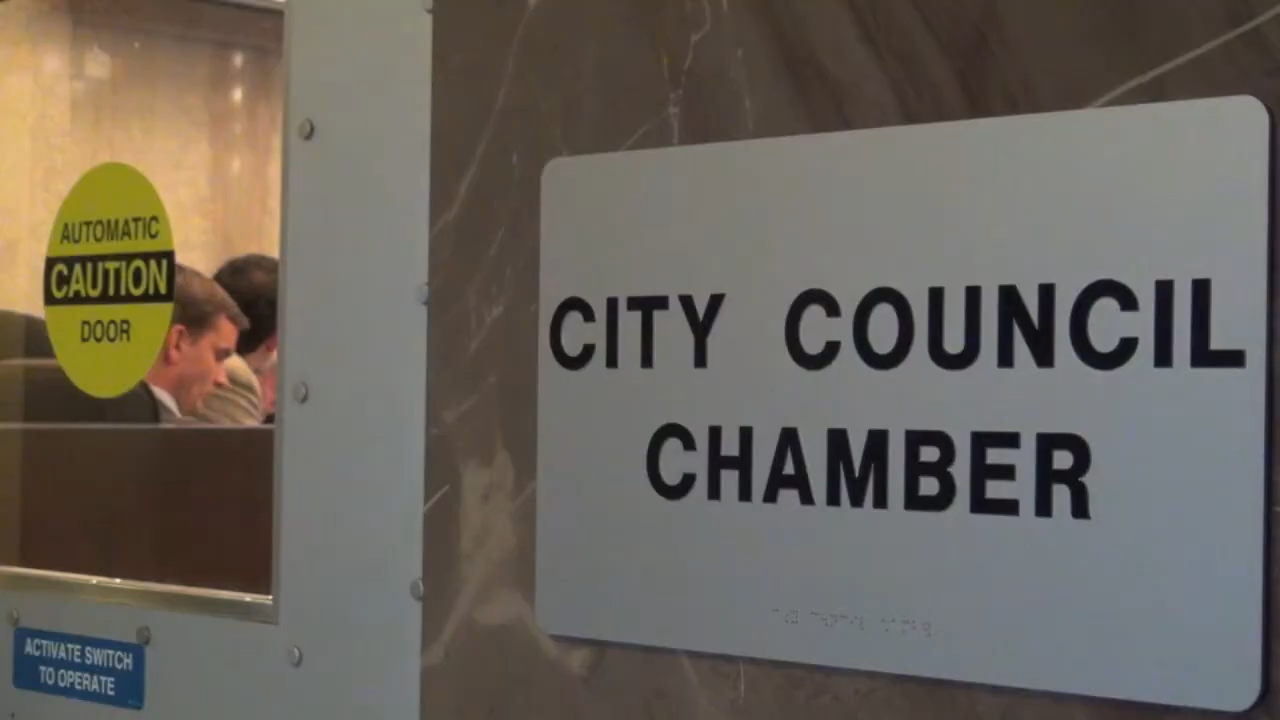 AUTOMATIC
CAUTION
DOOR
ACTIVATE SWITCH
TO OPERATE
CITY COUNCIL
CHAMBER